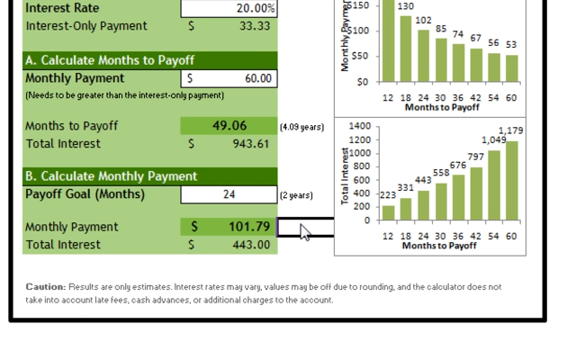 Interest Rate 20.00%
Interest-Only Payment $ 33.33
A. Calculate Months to Payoff
Monthly Payment $ 60.00
(Needs to be greater than the interest-only payment)
Months to Payoff 49.06 (4.09 years)
Total Interest $ 943.61
B. Calculate Monthly Payment
Payoff Goal (Months) 24 (2 years)
Monthly Payment $ 101.79
Total Interest $ 443.00
$150
$100
$50
$0
130 102 85 74 67 56 53
12 18 24 30 36 42 54 60
Months to Payoff
Total Interest
1400
1200
1000
800
600
400
200
0
223 331 443 558 676 797 1,049 1,179
12 18 24 30 36 42 54 60
Months to Payoff
Caution: Results are only estimates. Interest rates may vary, values may be off due to rounding, and the calculator does not
take into account late fees, cash advances, or additional charges to the account.